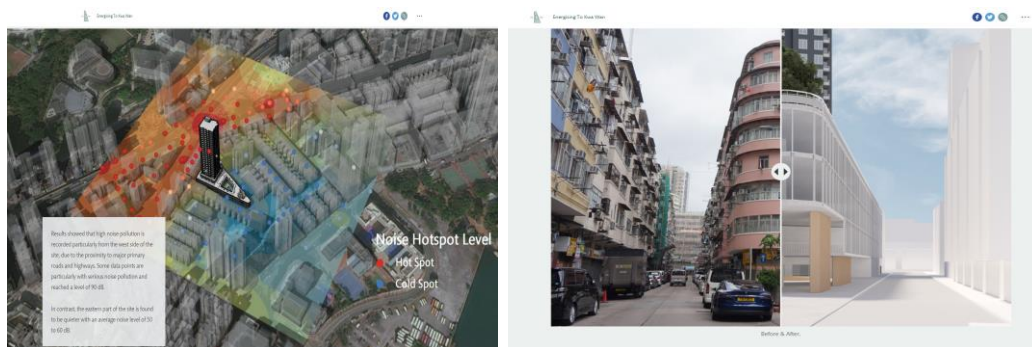 Energising To Kwa Wan
Results showed that high noise pollution is
recorded particularly from the west side of the
site, due to the proximity to major primary
roads and highways. Some data points are
particularly with serious noise pollution and
reached a level of 90 dB.
In contrast, the eastern part of the site is found
to be quieter with an average noise level of 50
to 60 dB.
Noise Hotspot Level
Hot Spot
Cold Spot
Energising To Kwa Wan
Before & After.